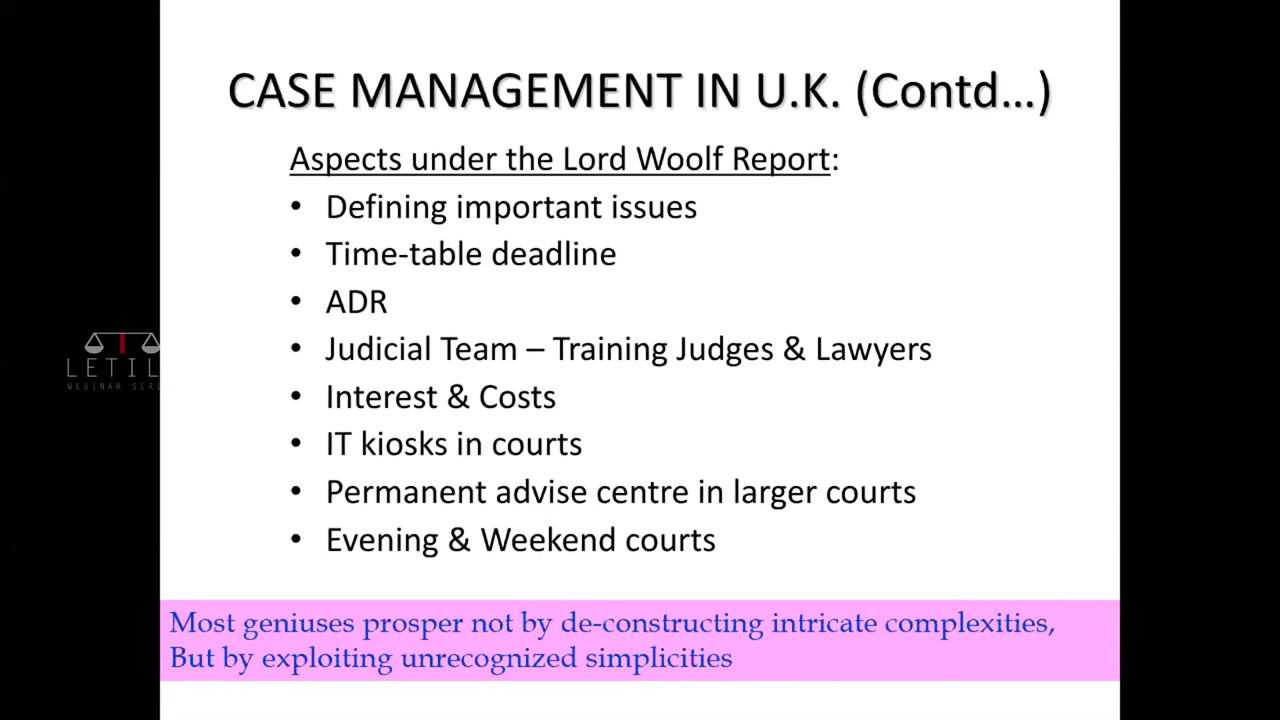 CASE MANAGEMENT IN U.K. (Contd...)
Aspects under the Lord Woolf Report:
• Defining important issues
• Time-table deadline
• ADR
• Judicial Team – Training Judges & Lawyers
• Interest & Costs
• IT kiosks in courts
• Permanent advise centre in larger courts
• Evening & Weekend courts
LETIL
WEBINAR SER
Most geniuses prosper not by de-constructing intricate complexities,
But by exploiting unrecognized simplicities